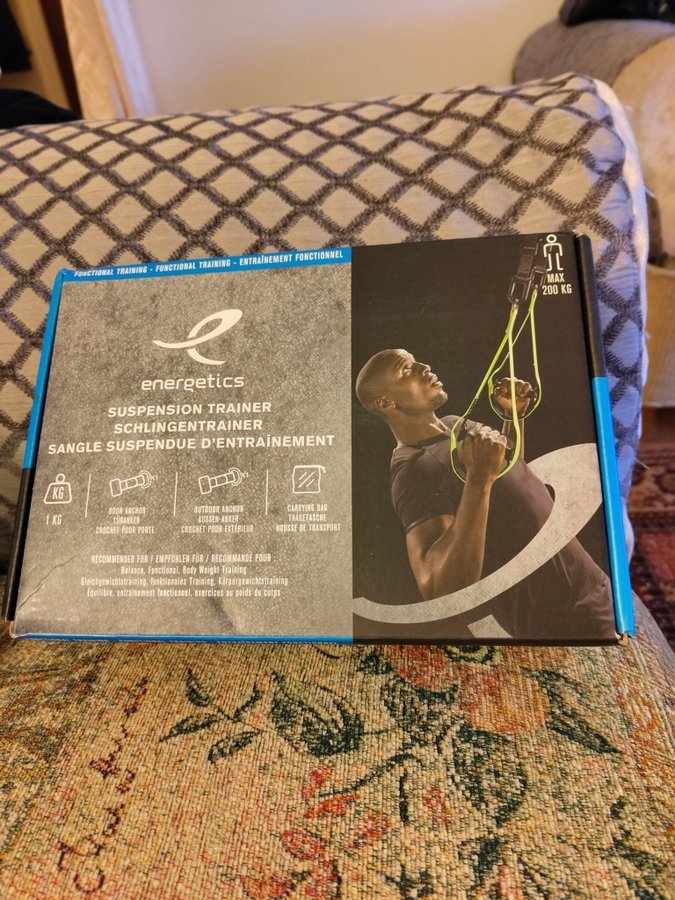 FUNCTIONAL TRAINING - FUNCTIONAL TRAINING - ENTRAÎNEMENT FONCTIONNEL
MAX
200 KG
energetics
SUSPENSION TRAINER
SCHLINGENTRAINER
SANGLE SUSPENDUE D'ENTRAÎNEMENT
KG
1 KG
x1
DOOR ANCHOR
TÜRANKER
CROCHET POUR PORTE
x1
OUTDOOR ANCHOR
AUSSEN-ANKER
CROCHET POUR EXTÉRIEUR
CARRYING BAG
TRAGETASCHE
HOUSSE DE TRANSPORT
RECOMMENDED FOR / EMPFOHLEN FÜR / RECOMMANDÉ POUR :
Balance, Functional, Body Weight Training
Gleichgewichtstraining, funktionales Training, Körpergewichtstraining
Équilibre, entraînement fonctionnel, exercices au poids du corps